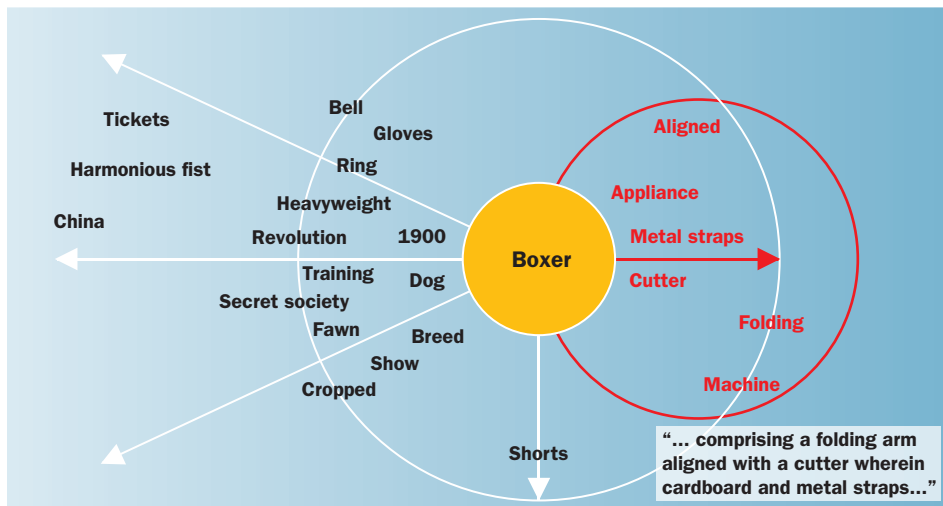 Tickets
Harmonious fist
China
Bell
Gloves
Ring
Heavyweight
Revolution
1900
Training
Dog
Secret society
Fawn
Breed
Show
Cropped
Boxer
Shorts
Aligned
Appliance
Metal straps
Cutter
Folding
Machine
“... comprising a folding arm
aligned with a cutter wherein
cardboard and metal straps...”